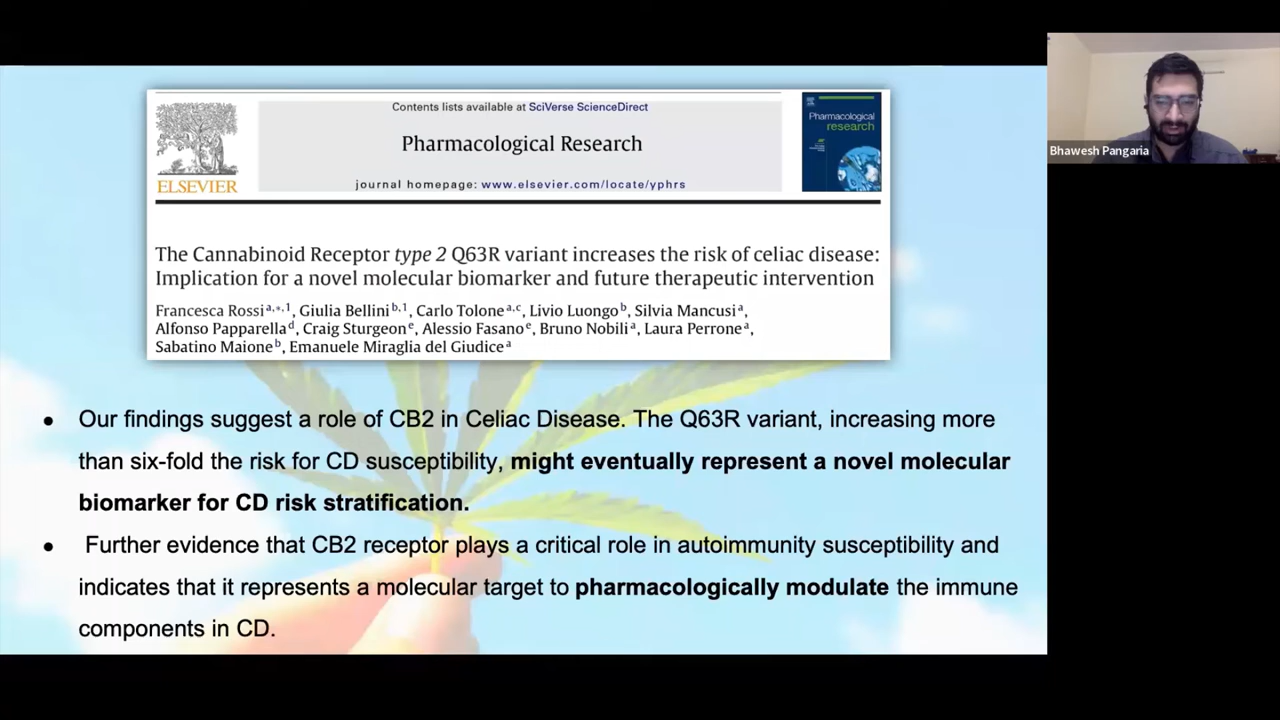 Contents lists available at SciVerse ScienceDirect
Pharmacological Research
journal homepage: www.elsevier.com/locate/yphrs
ELSEVIER
Pharmacological
research
The Cannabinoid Receptor type 2 Q63R variant increases the risk of celiac disease:
Implication for a novel molecular biomarker and future therapeutic intervention
Francesca Rossi a,*,1, Giulia Bellini b,1, Carlo Tolone a,c, Livio Luongo b, Silvia Mancusi a,
Alfonso Papparella d, Craig Sturgeon e, Alessio Fasano e, Bruno Nobili a, Laura Perrone a,
Sabatino Maione b, Emanuele Miraglia del Giudice a
Bhawesh Pangaria
● Our findings suggest a role of CB2 in Celiac Disease. The Q63R variant, increasing more
than six-fold the risk for CD susceptibility, might eventually represent a novel molecular
biomarker for CD risk stratification.
● Further evidence that CB2 receptor plays a critical role in autoimmunity susceptibility and
indicates that it represents a molecular target to pharmacologically modulate the immune
components in CD.